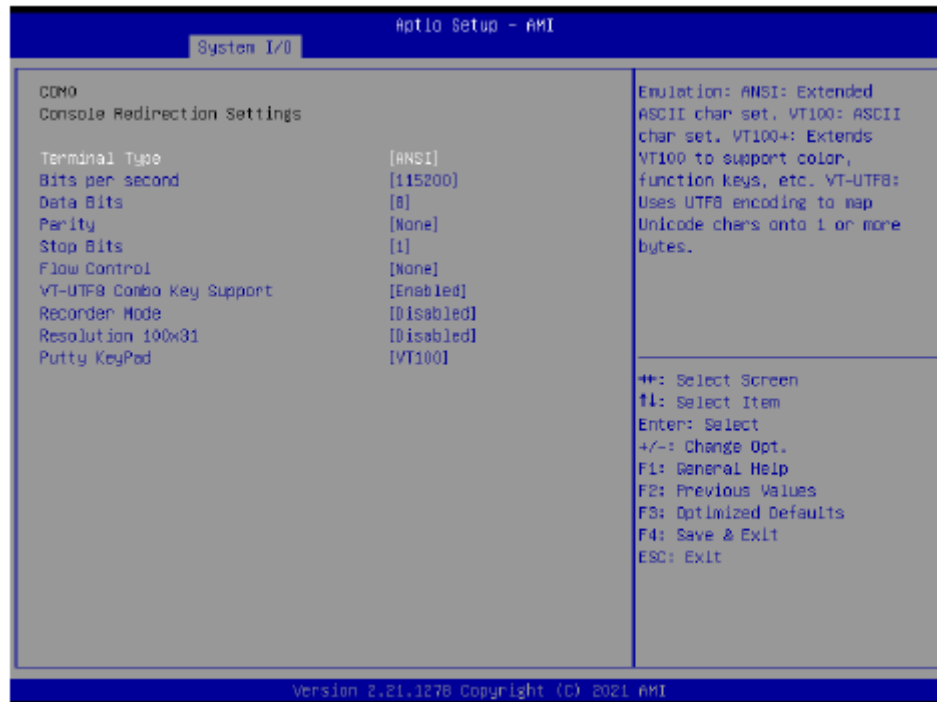 Aptio Setup - AMI
System I/O
COM0
Console Redirection Settings
Terminal Type [ANSI]
Bits per second [115200]
Data Bits [8]
Parity [None]
Stop Bits [1]
Flow Control [None]
VT-UTF8 Combo Key Support [Enabled]
Recorder Mode [Disabled]
Resolution 100x31 [Disabled]
Putty KeyPad [VT100]
Emulation: ANSI: Extended
ASCII char set. VT100: ASCII
char set. VT100+: Extends
VT100 to support color,
function keys, etc. VT-UTF8:
Uses UTF8 encoding to map
Unicode chars onto 1 or more
bytes.
→←: Select Screen
↑↓: Select Item
Enter: Select
+/-: Change Opt.
F1: General Help
F2: Previous Values
F3: Optimized Defaults
F4: Save & Exit
ESC: Exit
Version 2.21.1278 Copyright (C) 2021 AMI